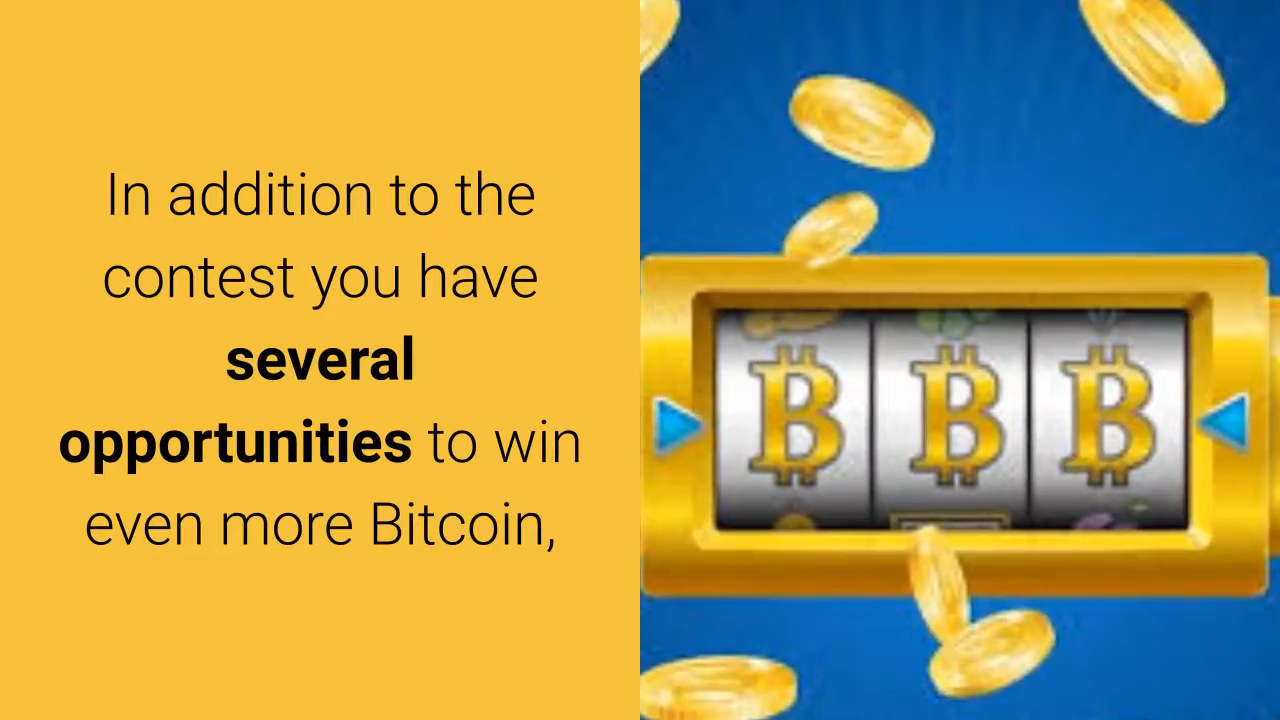 In addition to the
contest you have
several
opportunities to win
even more Bitcoin,